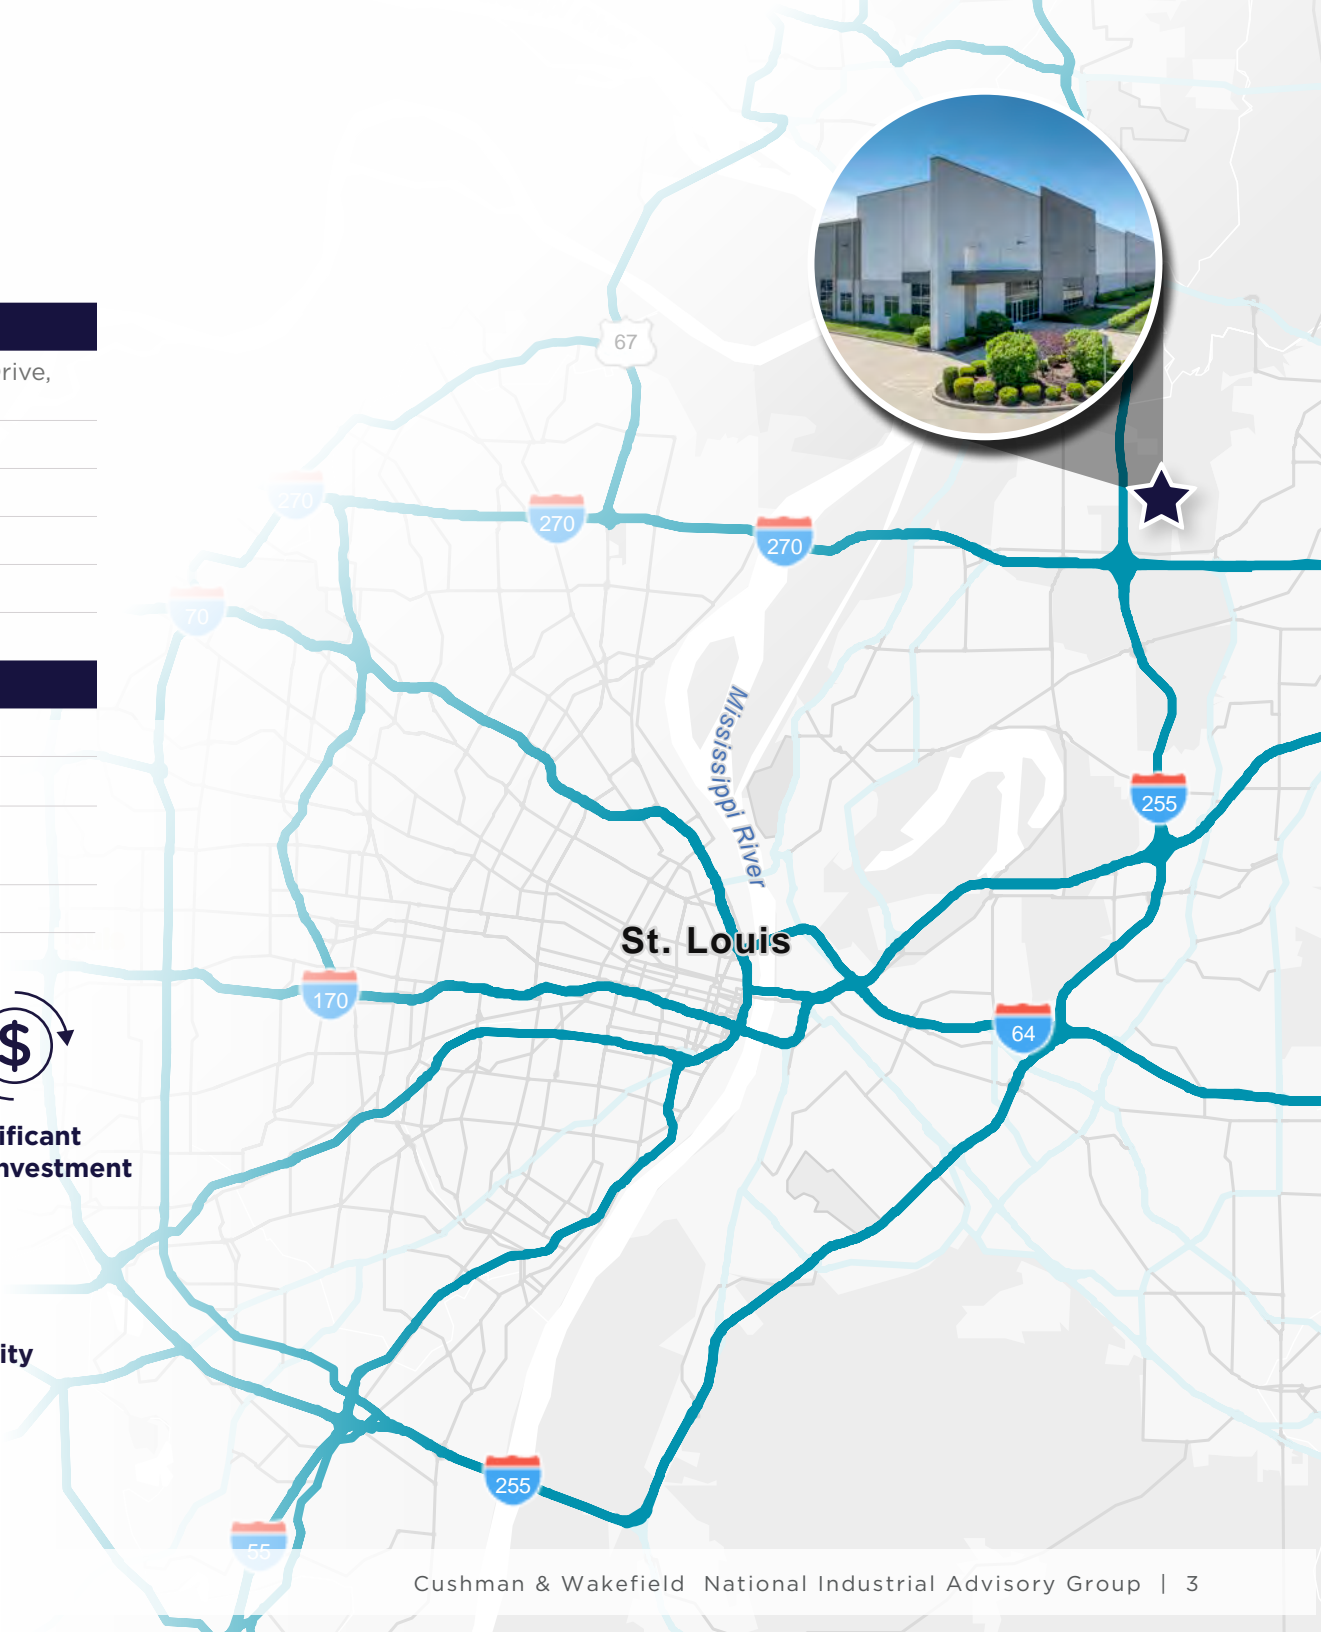 rive,
67
270
270
270
70
Mississippi River
255
St. Louis
170
64
$
ificant
nvestment
ity
255
55
Cushman & Wakefield National Industrial Advisory Group | 3